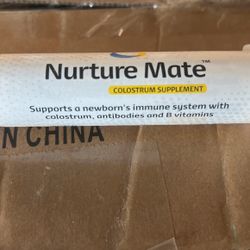 Nurture Mate™
COLOSTRUM SUPPLEMENT
Supports a newborn's immune system with
colostrum, antibodies and B vitamins
N CHINA